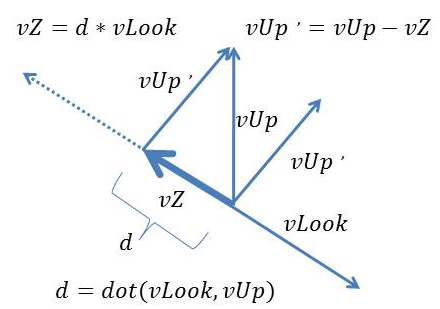 vZ = d * vLook
vUp ’ = vUp − vZ
vUp ’
vUp
vUp ’
vZ
vLook
d
d = dot(vLook, vUp)